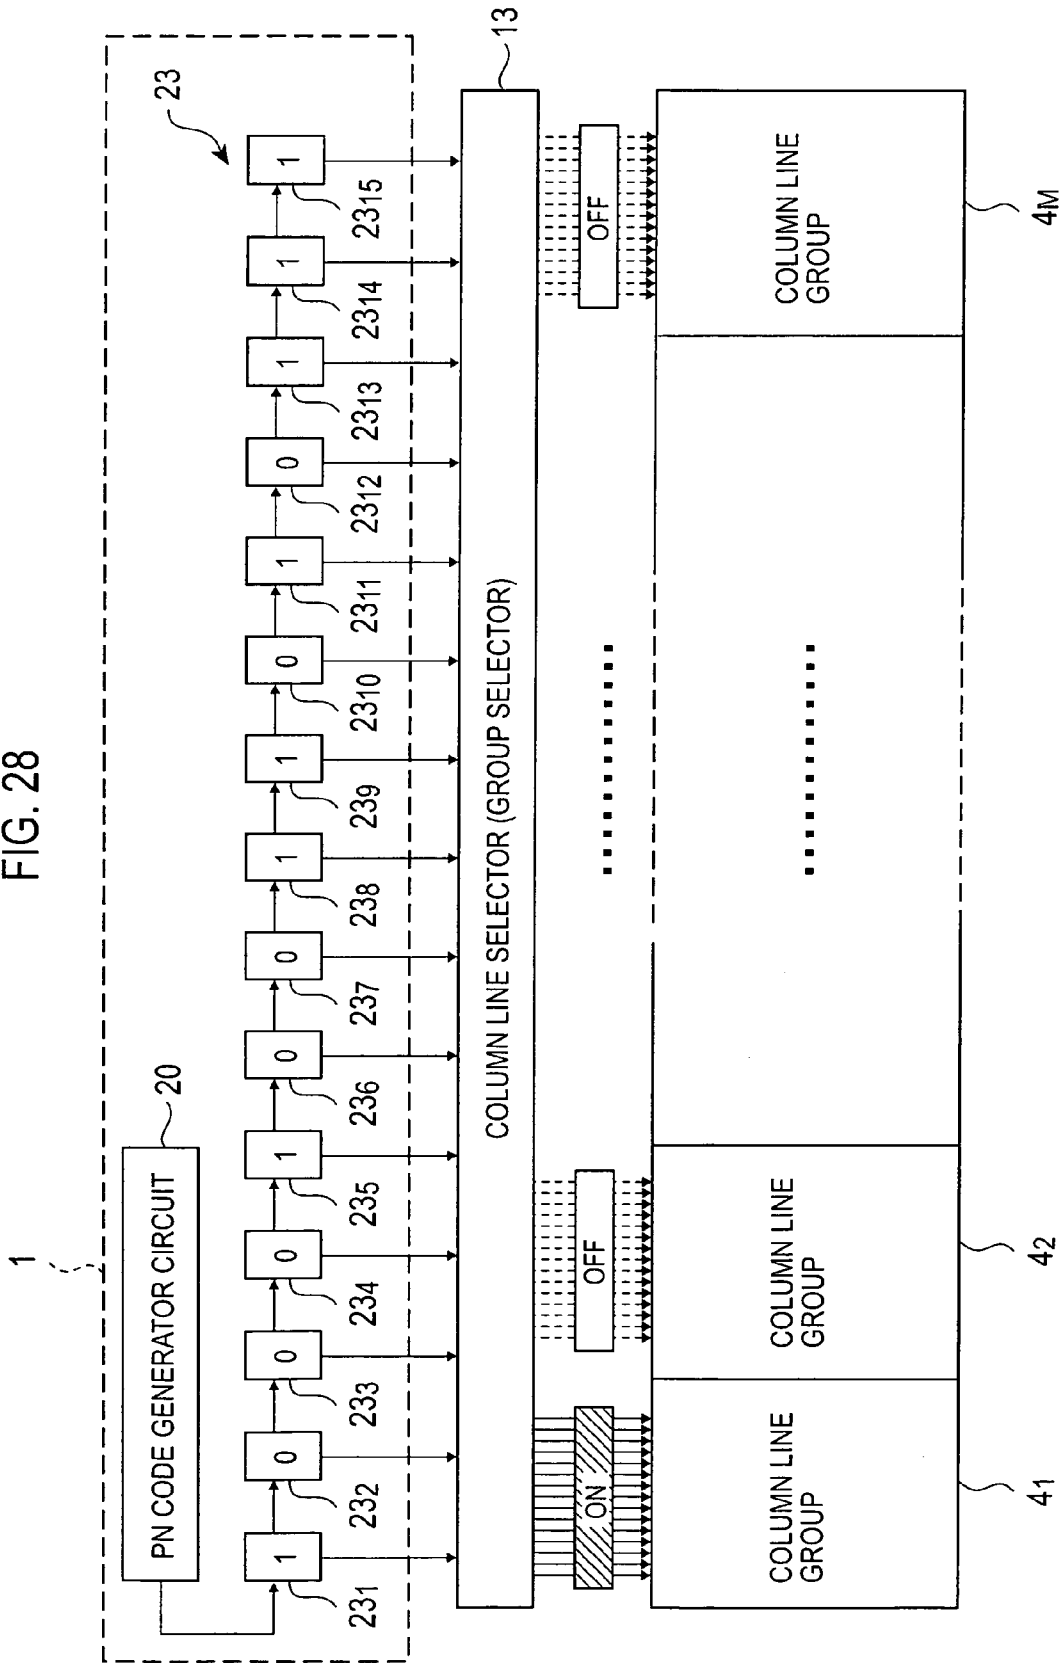 FIG. 28
1
PN CODE GENERATOR CIRCUIT
20
23
1
0
0
0
1
0
0
1
1
0
1
0
1
1
1
231
232
233
234
235
236
237
238
239
2310
2311
2312
2313
2314
2315
COLUMN LINE SELECTOR (GROUP SELECTOR)
13
ON
OFF
OFF
COLUMN LINE
GROUP
COLUMN LINE
GROUP
COLUMN LINE
GROUP
41
42
4M